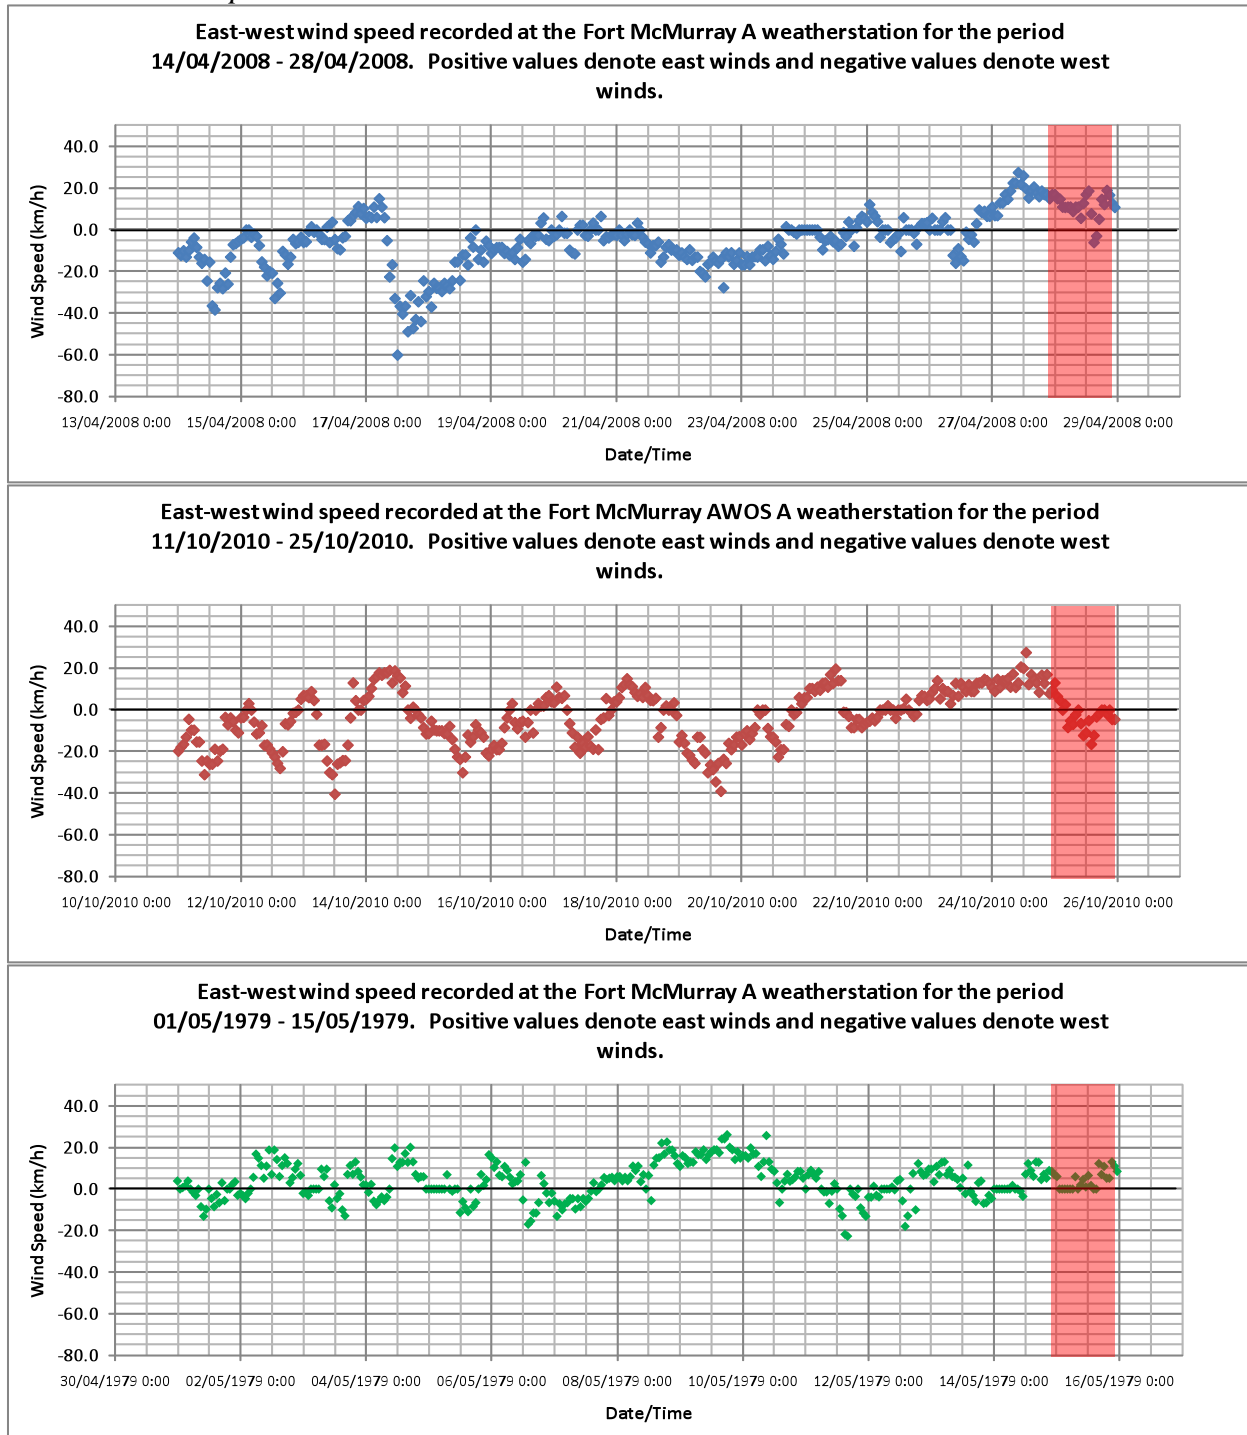 East-west wind speed recorded at the Fort McMurray A weatherstation for the period
14/04/2008 - 28/04/2008. Positive values denote east winds and negative values denote west
winds.
40.0
20.0
0.0
-20.0
-40.0
-60.0
-80.0
Wind Speed (km/h)
13/04/2008 0:00 15/04/2008 0:00 17/04/2008 0:00 19/04/2008 0:00 21/04/2008 0:00 23/04/2008 0:00 25/04/2008 0:00 27/04/2008 0:00 29/04/2008 0:00
Date/Time
East-west wind speed recorded at the Fort McMurray AWOS A weatherstation for the period
11/10/2010 - 25/10/2010. Positive values denote east winds and negative values denote west
winds.
40.0
20.0
0.0
-20.0
-40.0
-60.0
-80.0
Wind Speed (km/h)
10/10/2010 0:00 12/10/2010 0:00 14/10/2010 0:00 16/10/2010 0:00 18/10/2010 0:00 20/10/2010 0:00 22/10/2010 0:00 24/10/2010 0:00 26/10/2010 0:00
Date/Time
East-west wind speed recorded at the Fort McMurray A weatherstation for the period
01/05/1979 - 15/05/1979. Positive values denote east winds and negative values denote west
winds.
40.0
20.0
0.0
-20.0
-40.0
-60.0
-80.0
Wind Speed (km/h)
30/04/1979 0:00 02/05/1979 0:00 04/05/1979 0:00 06/05/1979 0:00 08/05/1979 0:00 10/05/1979 0:00 12/05/1979 0:00 14/05/1979 0:00 16/05/1979 0:00
Date/Time